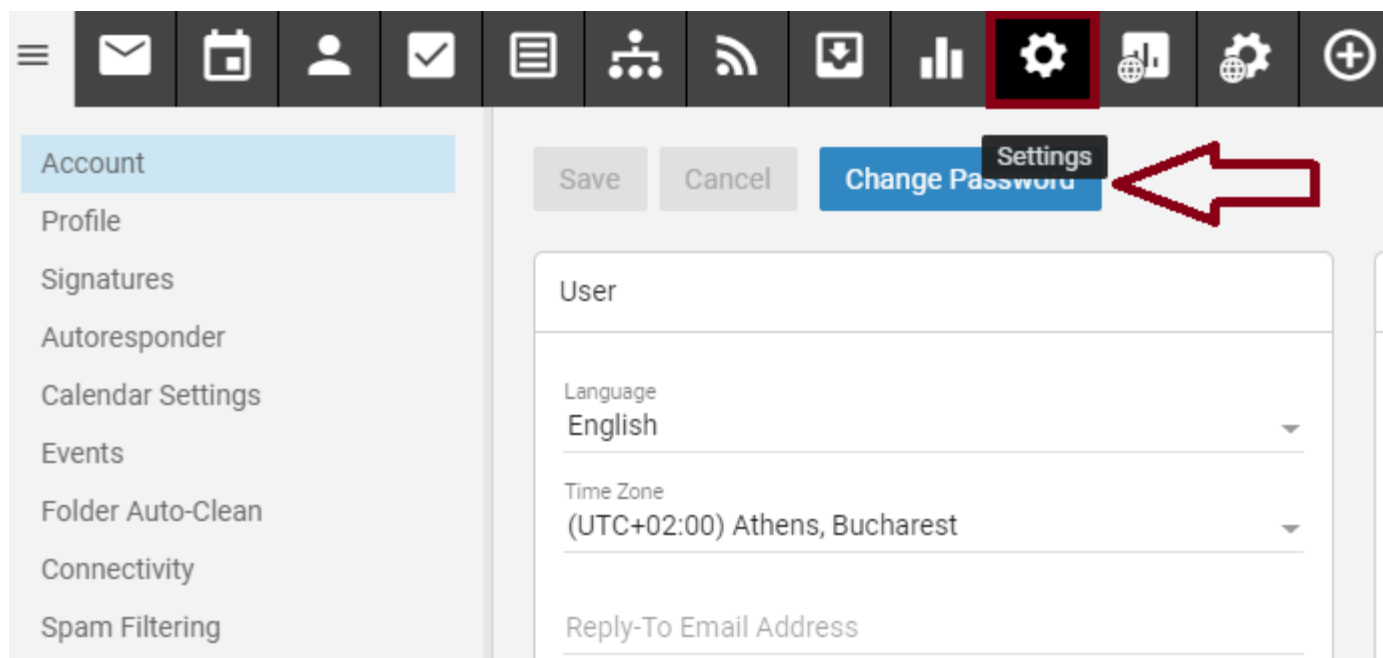 Account
Profile
Signatures
Autoresponder
Calendar Settings
Events
Folder Auto-Clean
Connectivity
Spam Filtering
Save Cancel Change Password
Settings
User
Language
English
Time Zone
(UTC+02:00) Athens, Bucharest
Reply-To Email Address